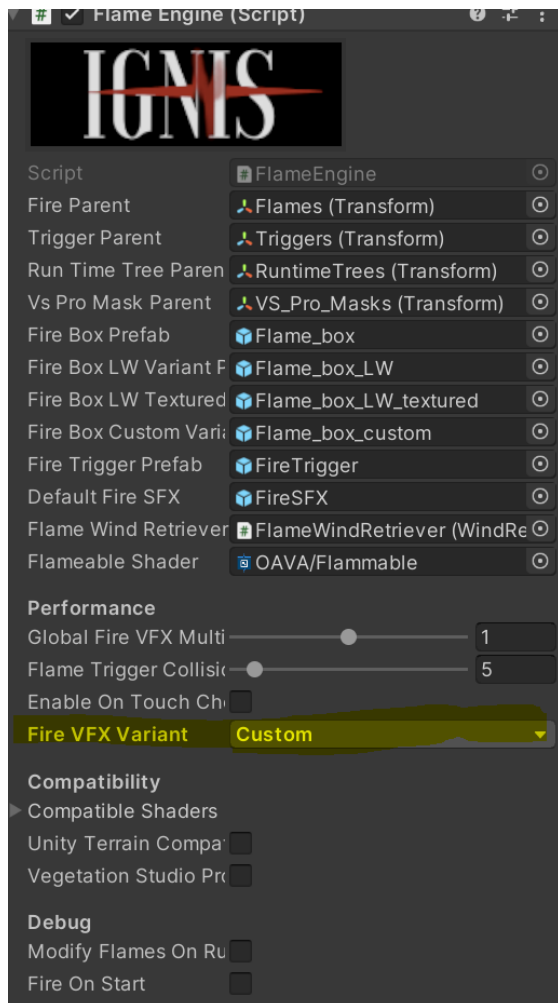 # Flame Engine (Script)
IGNIS
Script # FlameEngine
Fire Parent Flames (Transform)
Trigger Parent Triggers (Transform)
Run Time Tree Paren RuntimeTrees (Transform)
Vs Pro Mask Parent VS_Pro_Masks (Transform)
Fire Box Prefab Flame_box
Fire Box LW Variant P Flame_box_LW
Fire Box LW Textured Flame_box_LW_textured
Fire Box Custom Varia Flame_box_custom
Fire Trigger Prefab FireTrigger
Default Fire SFX FireSFX
Flame Wind Retriever # FlameWindRetriever (WindRe
Flameable Shader OAVA/Flammable
Performance
Global Fire VFX Multi 1
Flame Trigger Collisio 5
Enable On Touch Che
Fire VFX Variant Custom
Compatibility
Compatible Shaders
Unity Terrain Compat
Vegetation Studio Pro
Debug
Modify Flames On Ru
Fire On Start